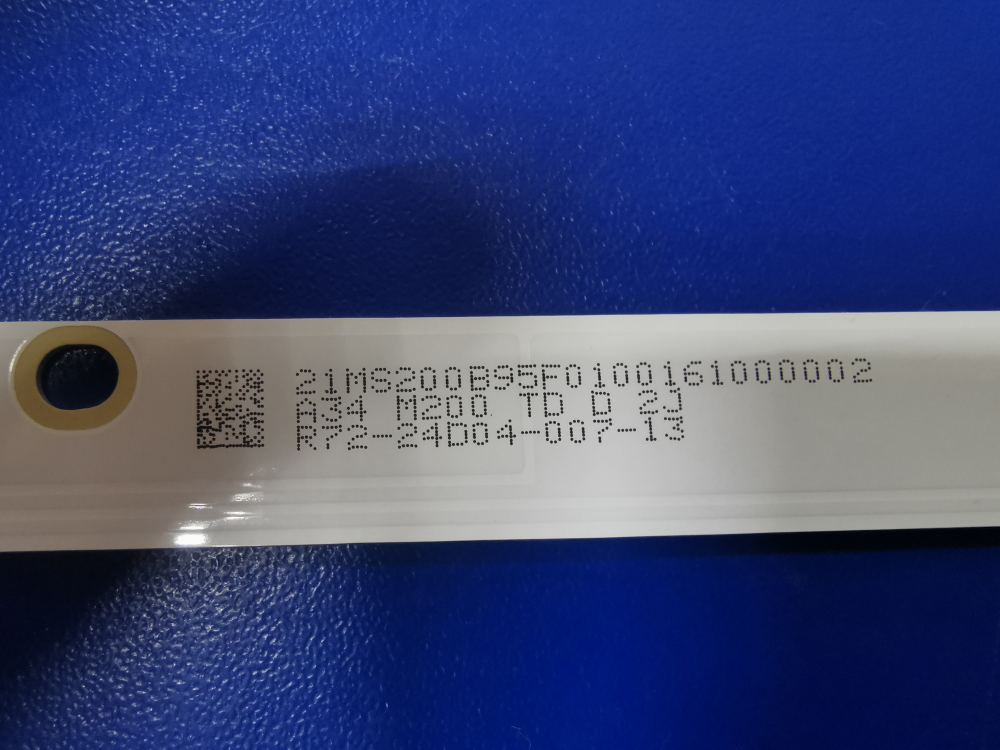 21MS200B95F0100161000002
A34 M200 TD D 2J
R72-24D04-007-13